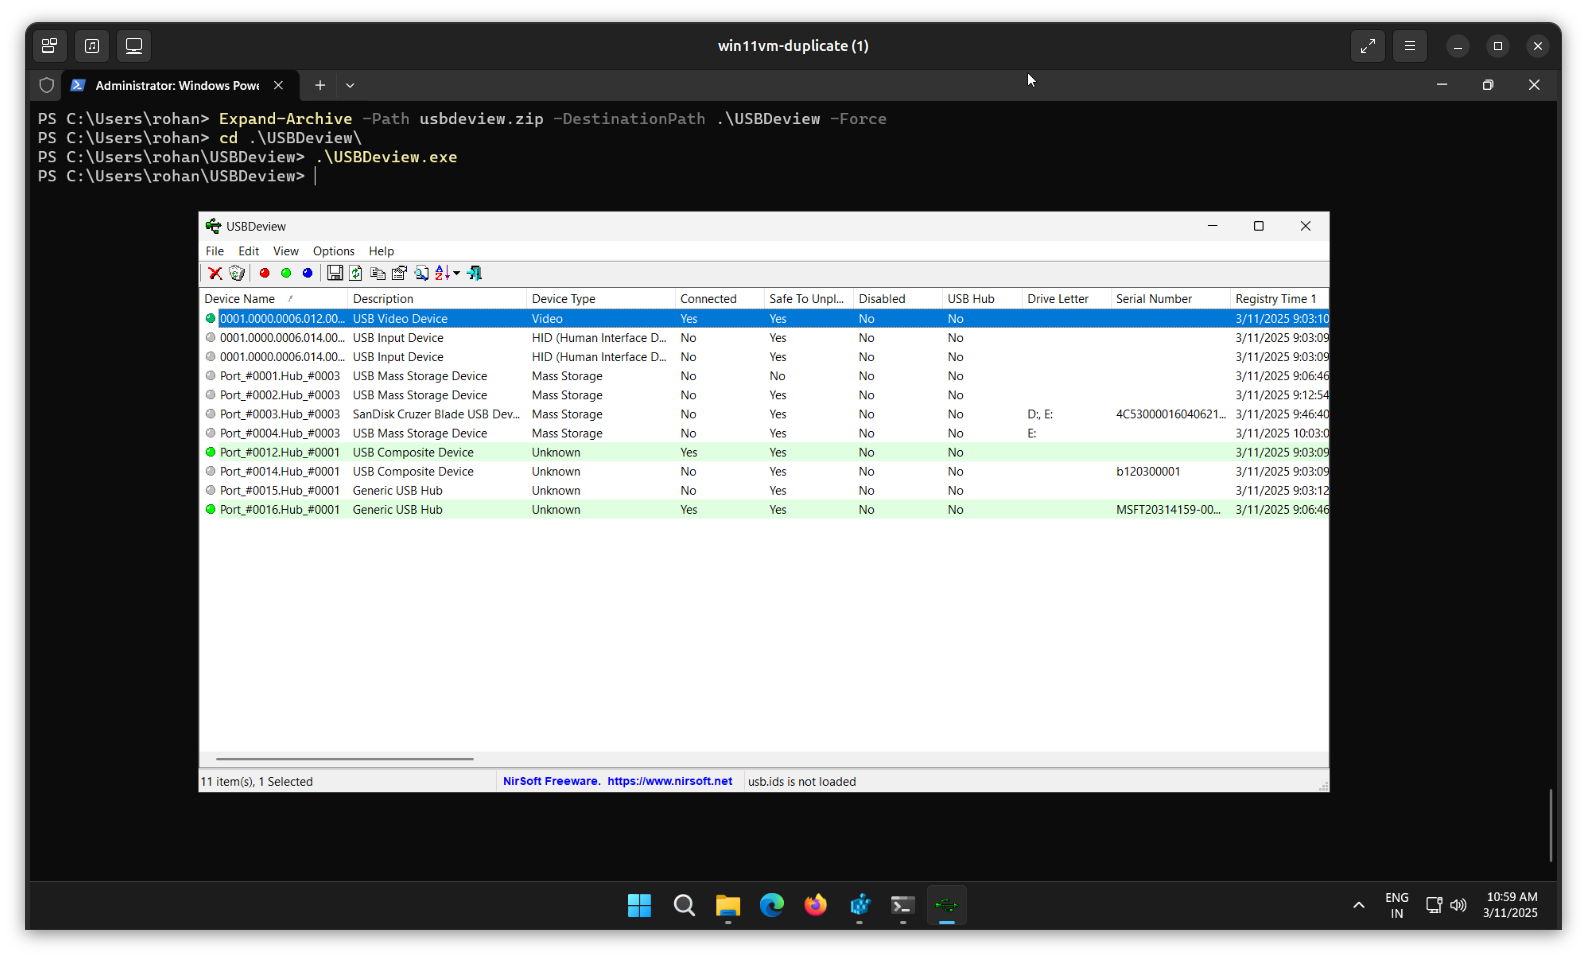 win11vm-duplicate (1)
Administrator: Windows Powe
PS C:\Users\rohan> Expand-Archive -Path usbdeview.zip -DestinationPath .\USBDeview -Force
PS C:\Users\rohan> cd .\USBDeview\
PS C:\Users\rohan\USBDeview> .\USBDeview.exe
PS C:\Users\rohan\USBDeview>
USBDeview
File Edit View Options Help
Device Name Description Device Type Connected Safe To Unpl... Disabled USB Hub Drive Letter Serial Number Registry Time 1
0001.0000.0006.012.00... USB Video Device Video Yes Yes No No 3/11/2025 9:03:10
0001.0000.0006.014.00... USB Input Device HID (Human Interface D... No Yes No No 3/11/2025 9:03:09
0001.0000.0006.014.00... USB Input Device HID (Human Interface D... No Yes No No 3/11/2025 9:03:09
Port_#0001.Hub_#0003 USB Mass Storage Device Mass Storage No No No No 3/11/2025 9:06:46
Port_#0002.Hub_#0003 USB Mass Storage Device Mass Storage No Yes No No 3/11/2025 9:12:54
Port_#0003.Hub_#0003 SanDisk Cruzer Blade USB Dev... Mass Storage No Yes No No D:, E: 4C53000016040621... 3/11/2025 9:46:40
Port_#0004.Hub_#0003 USB Mass Storage Device Mass Storage No Yes No No E: 3/11/2025 10:03:0
Port_#0012.Hub_#0001 USB Composite Device Unknown Yes Yes No No 3/11/2025 9:03:09
Port_#0014.Hub_#0001 USB Composite Device Unknown No Yes No No b120300001 3/11/2025 9:03:09
Port_#0015.Hub_#0001 Generic USB Hub Unknown No Yes No No 3/11/2025 9:03:12
Port_#0016.Hub_#0001 Generic USB Hub Unknown Yes Yes No No MSFT20314159-00... 3/11/2025 9:06:46
11 item(s), 1 Selected NirSoft Freeware. https://www.nirsoft.net usb.ids is not loaded
ENG 10:59 AM
IN 3/11/2025